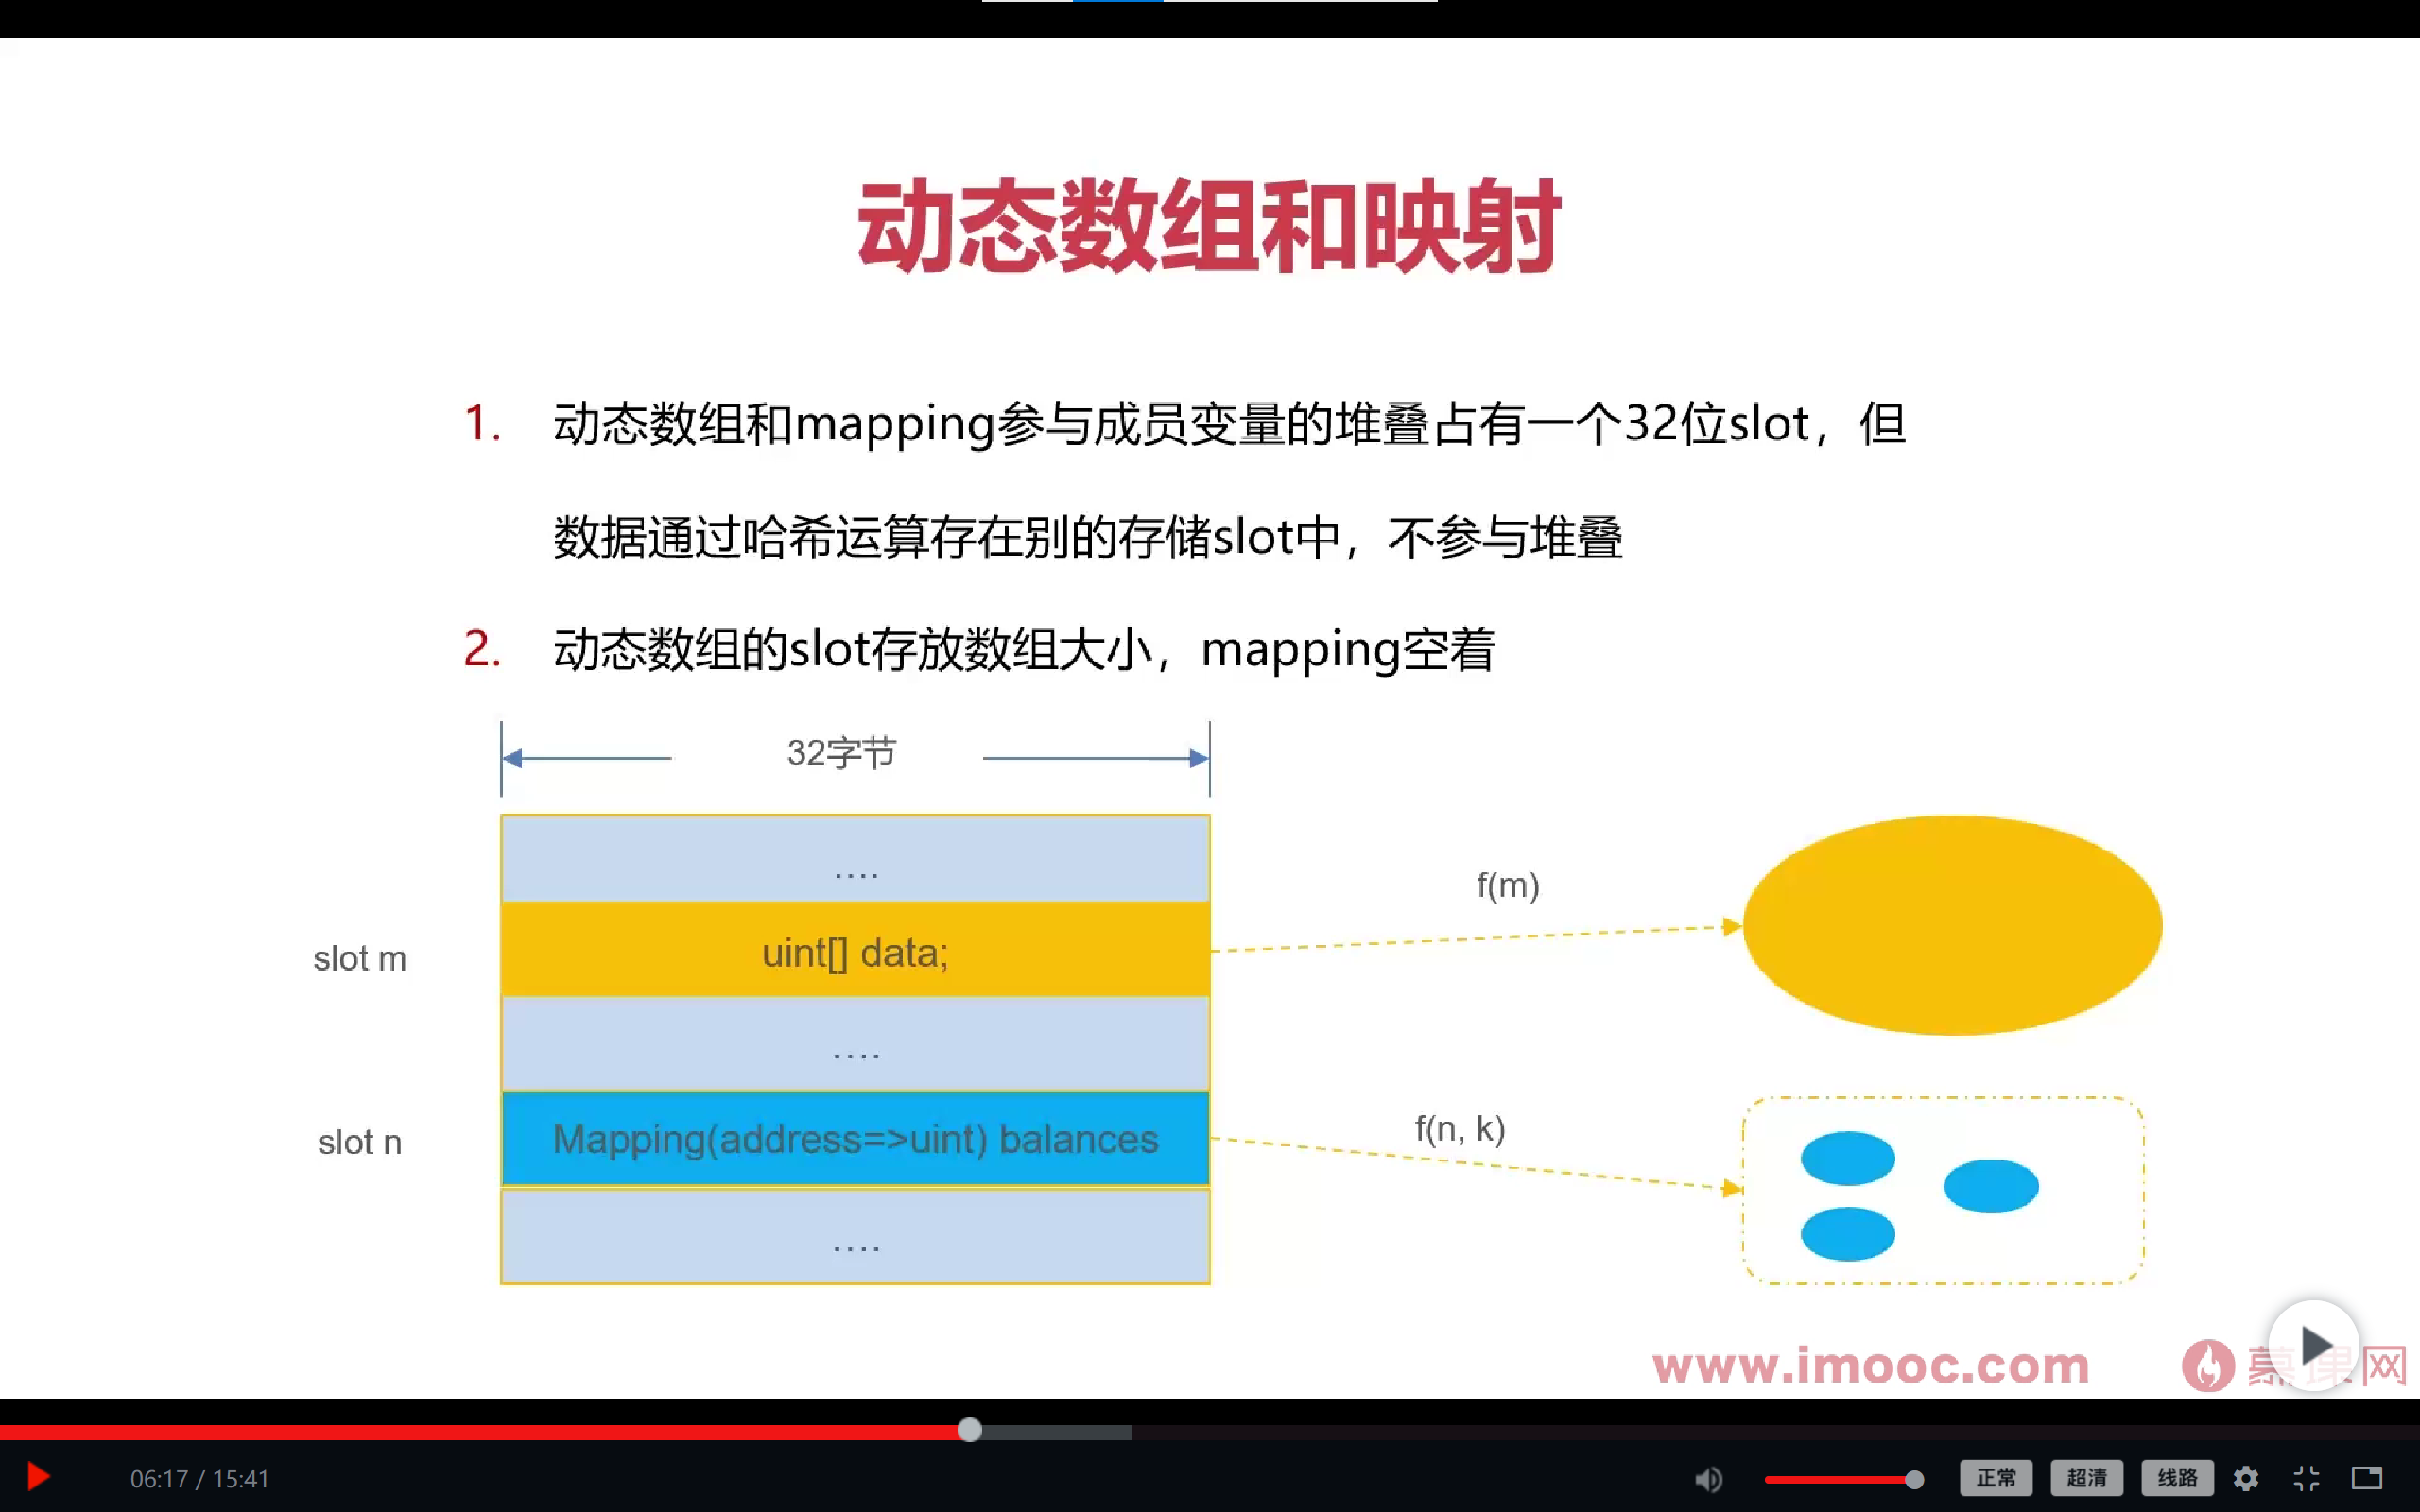 动态数组和映射
1. 动态数组和mapping参与成员变量的堆叠占有一个32位slot，但
数据通过哈希运算存在别的存储slot中，不参与堆叠
2. 动态数组的slot存放数组大小，mapping空着
32字节
....
f(m)
slot m
uint[] data;
....
f(n, k)
slot n
Mapping(address=>uint) balances
....
www.imooc.com
慕课网
06:17 / 15:41
正常
超清
线路